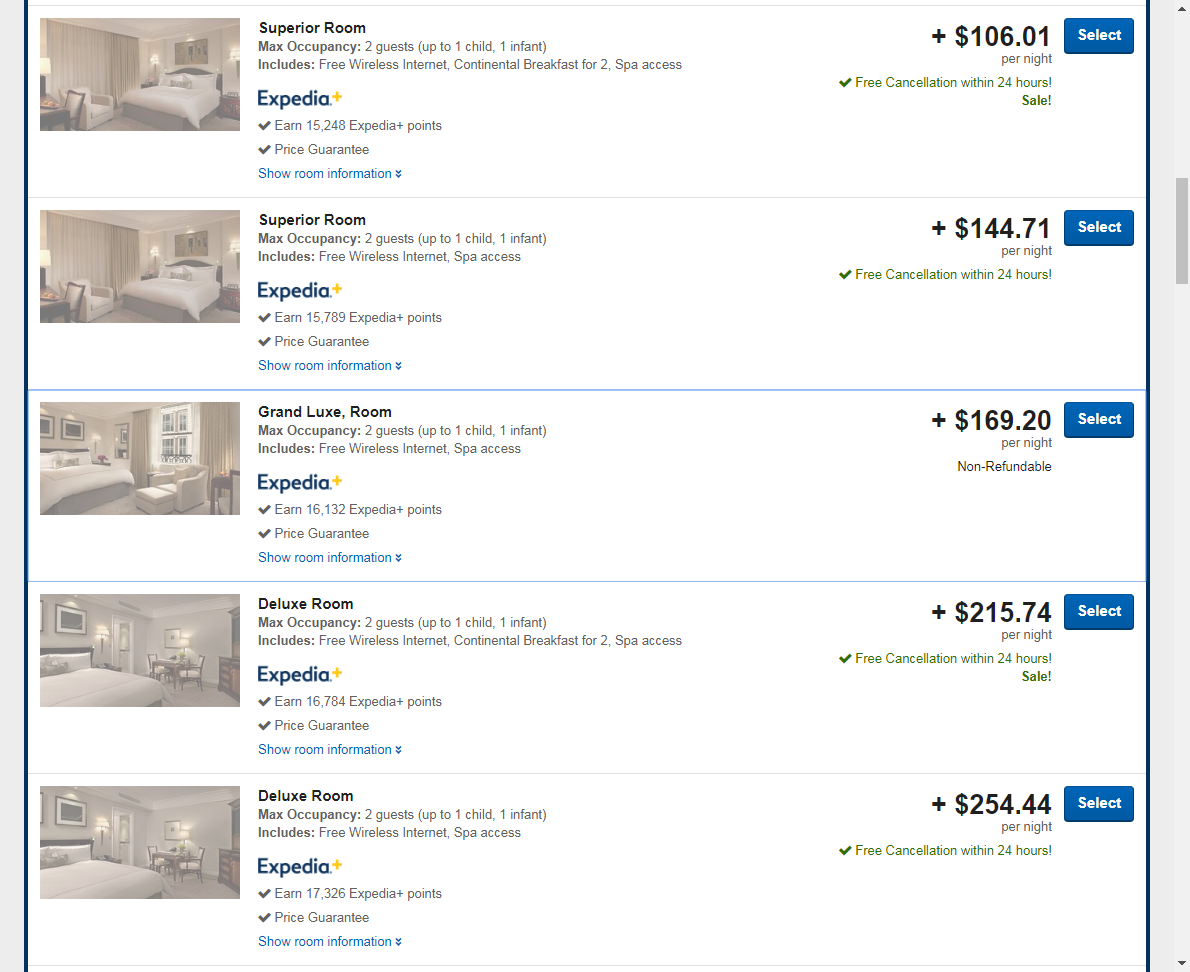 Superior Room
Max Occupancy: 2 guests (up to 1 child, 1 infant)
Includes: Free Wireless Internet, Continental Breakfast for 2, Spa access
Expedia+
Earn 15,248 Expedia+ points
Price Guarantee
Show room information
+ $106.01
per night
Free Cancellation within 24 hours!
Sale!
Select
Superior Room
Max Occupancy: 2 guests (up to 1 child, 1 infant)
Includes: Free Wireless Internet, Spa access
Expedia+
Earn 15,789 Expedia+ points
Price Guarantee
Show room information
+ $144.71
per night
Free Cancellation within 24 hours!
Select
Grand Luxe, Room
Max Occupancy: 2 guests (up to 1 child, 1 infant)
Includes: Free Wireless Internet, Spa access
Expedia+
Earn 16,132 Expedia+ points
Price Guarantee
Show room information
+ $169.20
per night
Non-Refundable
Select
Deluxe Room
Max Occupancy: 2 guests (up to 1 child, 1 infant)
Includes: Free Wireless Internet, Continental Breakfast for 2, Spa access
Expedia+
Earn 16,784 Expedia+ points
Price Guarantee
Show room information
+ $215.74
per night
Free Cancellation within 24 hours!
Sale!
Select
Deluxe Room
Max Occupancy: 2 guests (up to 1 child, 1 infant)
Includes: Free Wireless Internet, Spa access
Expedia+
Earn 17,326 Expedia+ points
Price Guarantee
Show room information
+ $254.44
per night
Free Cancellation within 24 hours!
Select